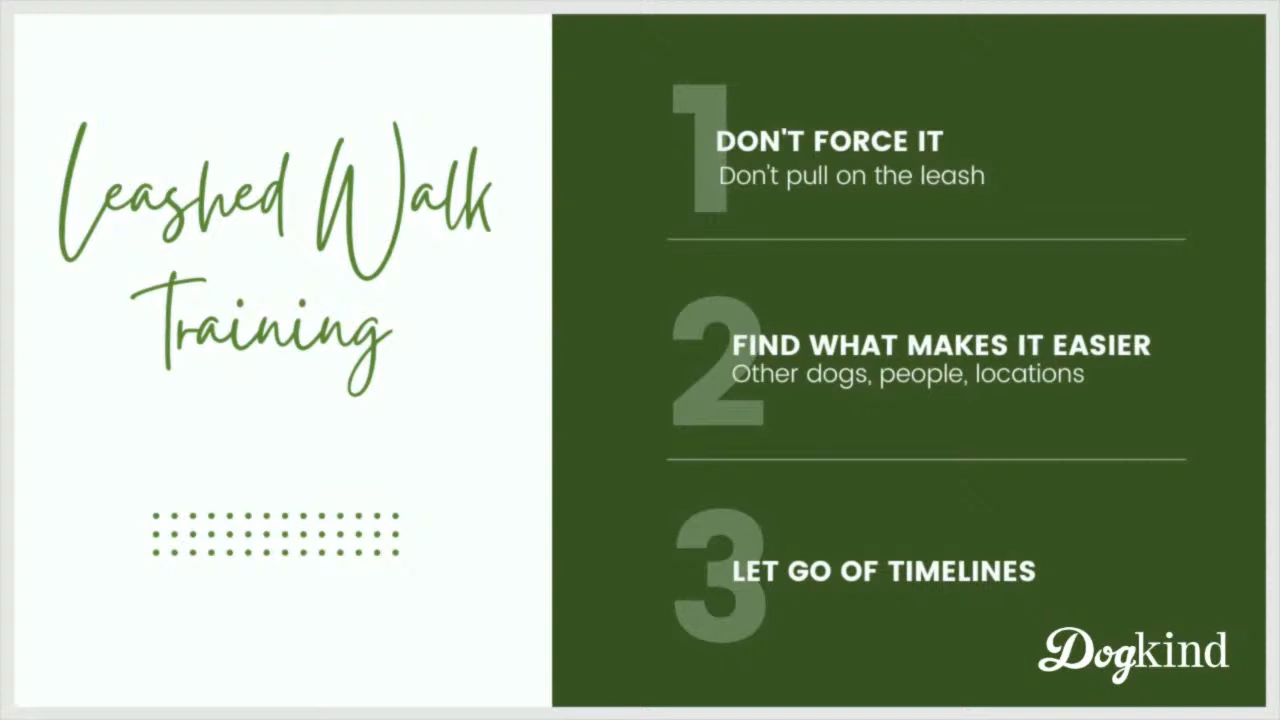 Leashed Walk
Training
1
DON'T FORCE IT
Don't pull on the leash
2
FIND WHAT MAKES IT EASIER
Other dogs, people, locations
3
LET GO OF TIMELINES
Dogkind